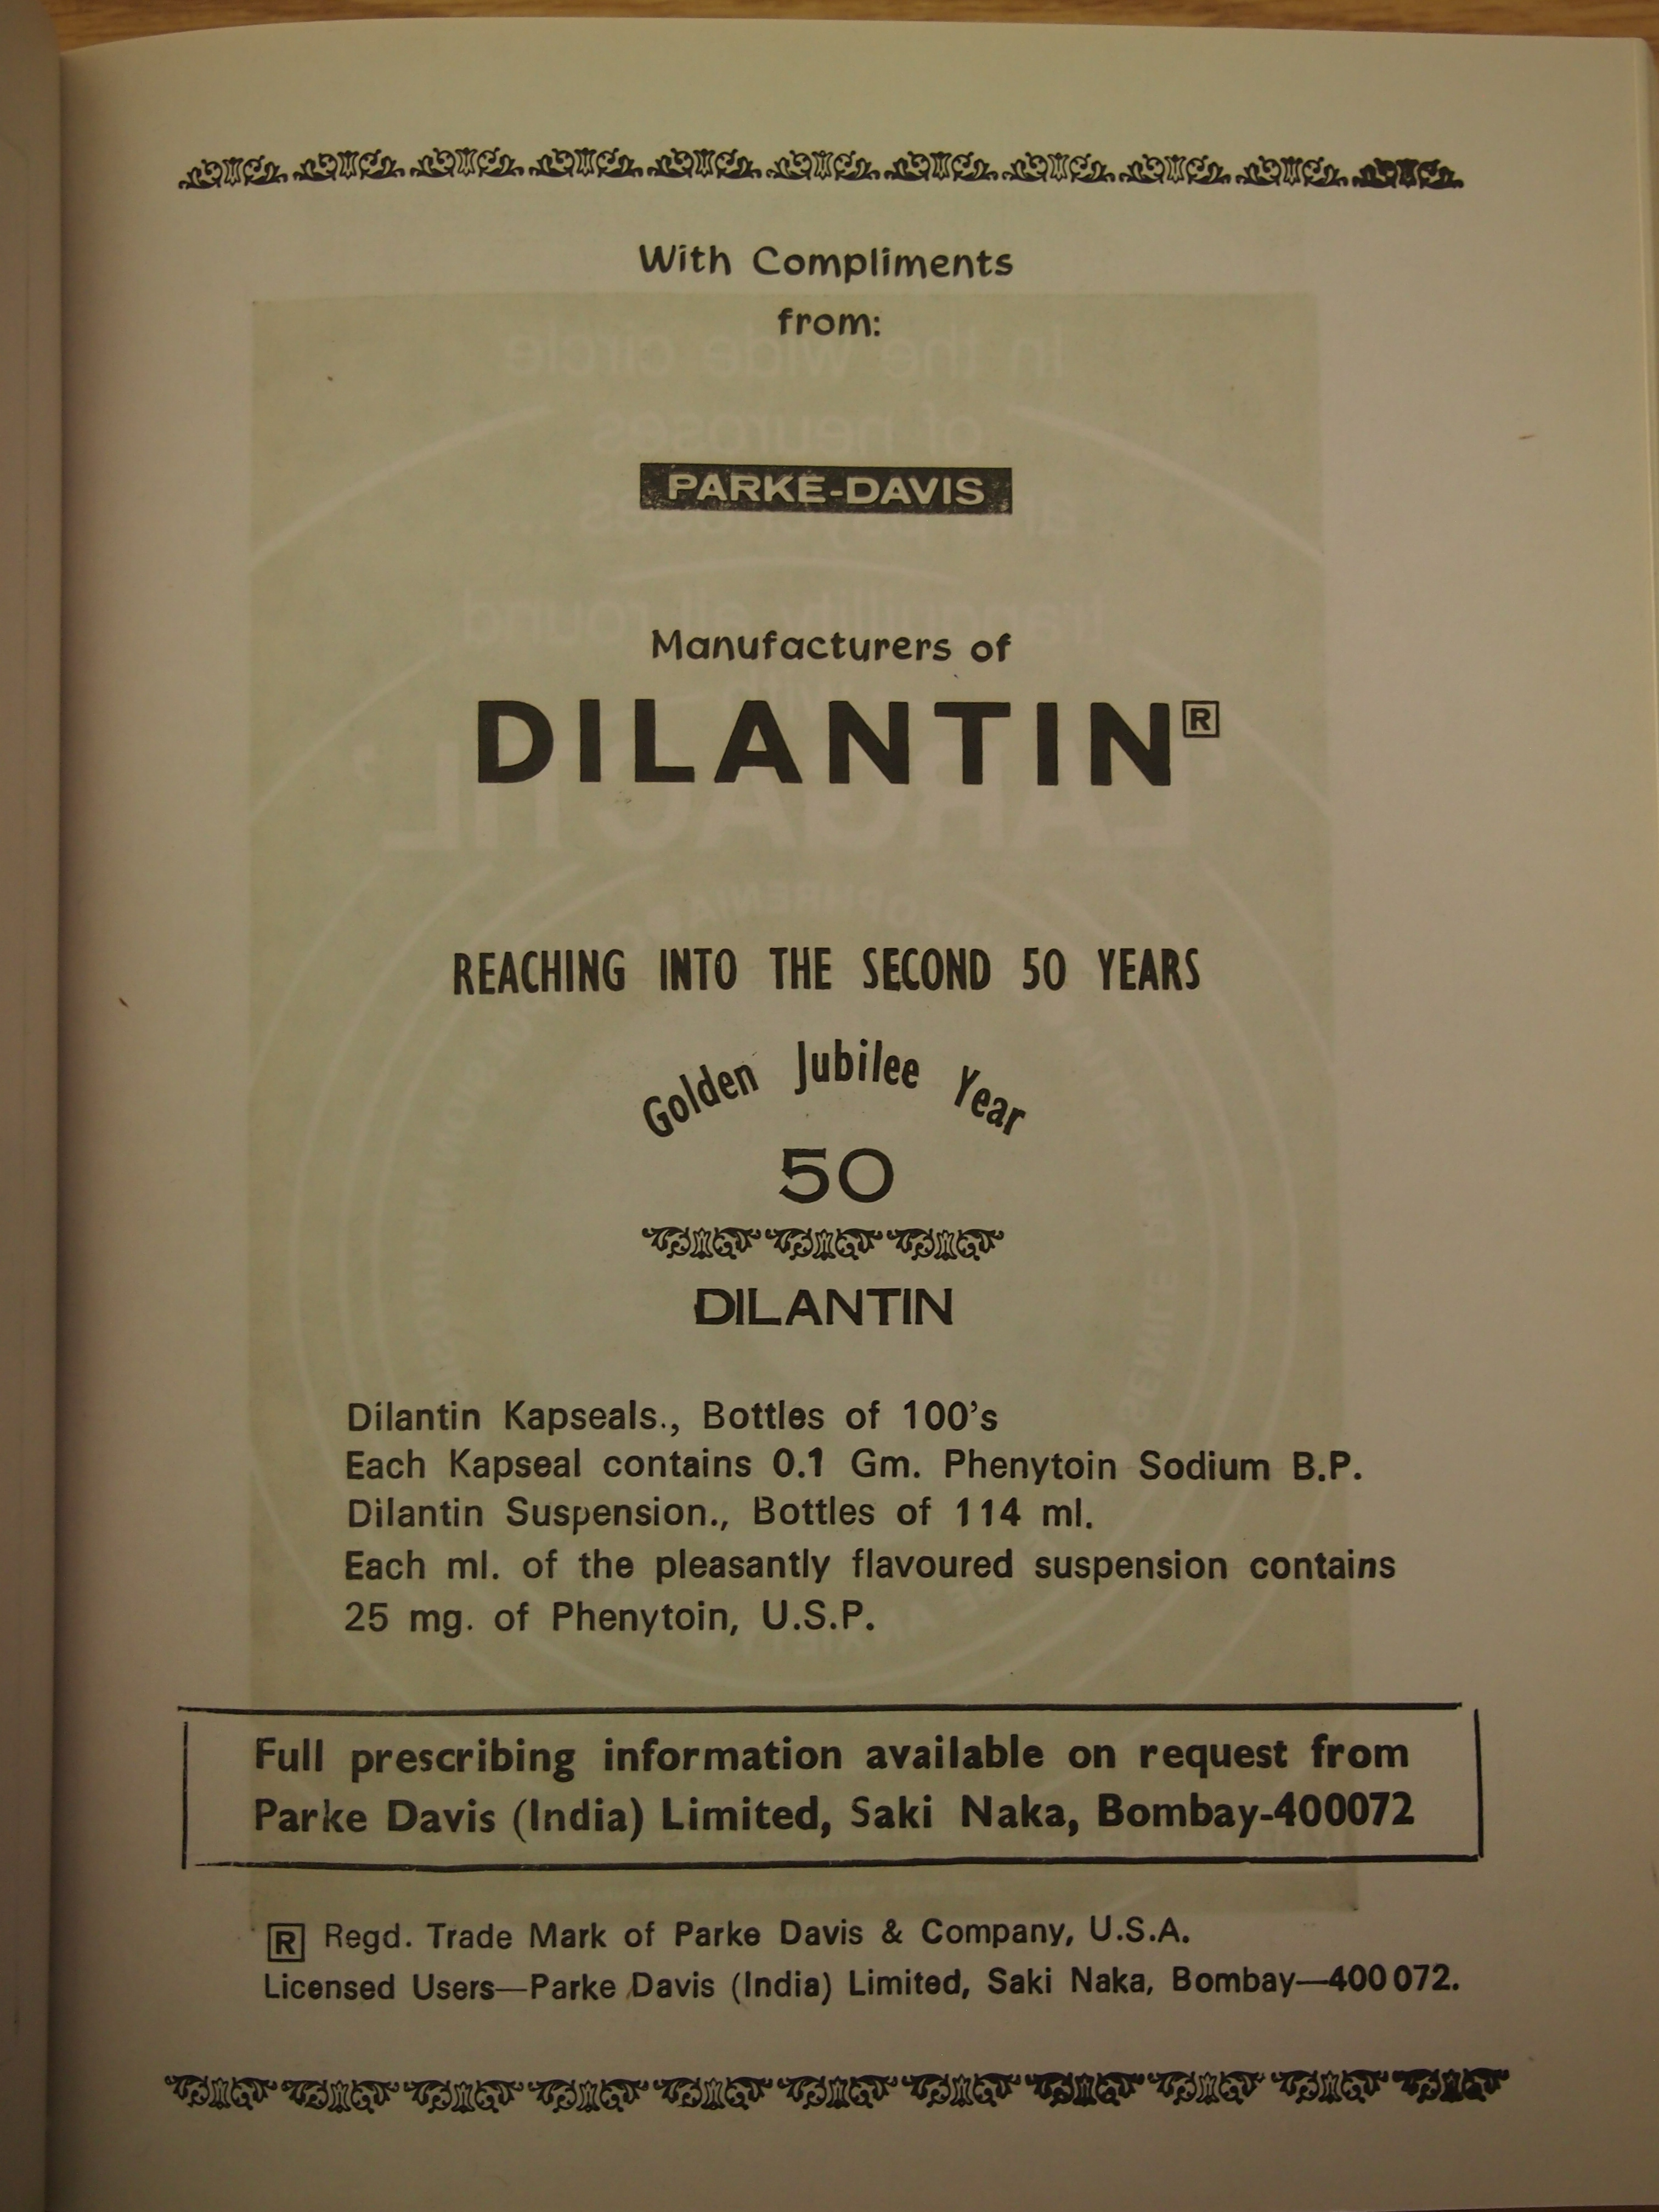 With Compliments
from:
PARKE-DAVIS
Manufacturers of
DILANTIN®
REACHING INTO THE SECOND 50 YEARS
Golden Jubilee Year
50
DILANTIN
Dilantin Kapseals., Bottles of 100's
Each Kapseal contains 0.1 Gm. Phenytoin Sodium B.P.
Dilantin Suspension., Bottles of 114 ml.
Each ml. of the pleasantly flavoured suspension contains
25 mg. of Phenytoin, U.S.P.
Full prescribing information available on request from
Parke Davis (India) Limited, Saki Naka, Bombay-400072
® Regd. Trade Mark of Parke Davis & Company, U.S.A.
Licensed Users—Parke Davis (India) Limited, Saki Naka, Bombay—400072.